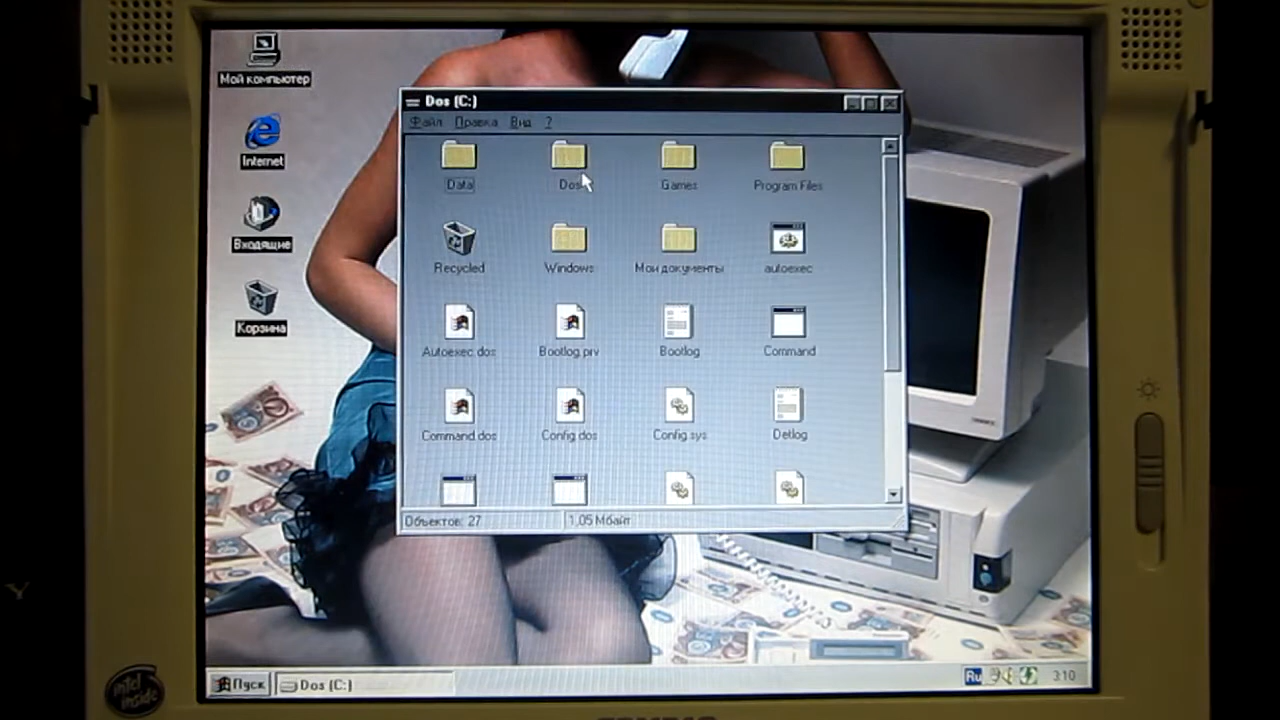 Мой компьютер
Internet
Входящие
Корзина
Dos (C:)
Файл Правка Вид ?
Data Dos Games Program Files
Recycled Windows Мои документы autoexec
Autoexec.dos Bootlog.prv Bootlog Command
Command.dos Config.dos Config.sys Detlog
Объектов: 27 1,05 Мбайт
Пуск Dos (C:) Ru 3:10
intel inside